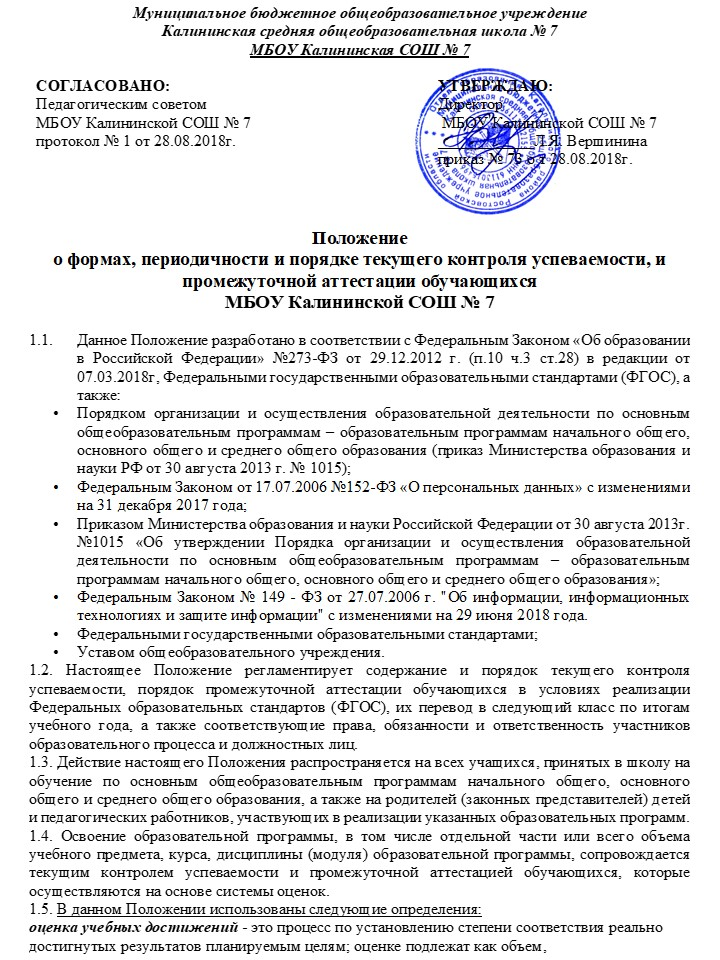 Муниципальное бюджетное общеобразовательное учреждение
Калининская средняя общеобразовательная школа № 7
МБОУ Калининская СОШ № 7
СОГЛАСОВАНО:
Педагогическим советом
МБОУ Калининской СОШ № 7
протокол № 1 от 28.08.2018г.
УТВЕРЖДАЮ:
Директор
МБОУ Калининской СОШ № 7
Вершинина
приказ № от 28.08.2018г.
Положение
о формах, периодичности и порядке текущего контроля успеваемости, и
промежуточной аттестации обучающихся
МБОУ Калининской СОШ № 7
1.1. Данное Положение разработано в соответствии с Федеральным Законом «Об образовании
в Российской Федерации» №273-ФЗ от 29.12.2012 г. (п.10 ч.3 ст.28) в редакции от
07.03.2018г, Федеральными государственными образовательными стандартами (ФГОС), а
также:
• Порядком организации и осуществления образовательной деятельности по основным
общеобразовательным программам – образовательным программам начального общего,
основного общего и среднего общего образования (приказ Министерства образования и
науки РФ от 30 августа 2013 г. № 1015);
• Федеральным Законом от 17.07.2006 №152-ФЗ «О персональных данных» с изменениями
на 31 декабря 2017 года;
• Приказом Министерства образования и науки Российской Федерации от 30 августа 2013г.
№1015 «Об утверждении Порядка организации и осуществления образовательной
деятельности по основным общеобразовательным программам – образовательным
программам начального общего, основного общего и среднего общего образования»;
• Федеральным Законом № 149 - ФЗ от 27.07.2006 г. "Об информации, информационных
технологиях и защите информации" с изменениями на 29 июня 2018 года.
• Федеральными государственными образовательными стандартами;
• Уставом общеобразовательного учреждения.
1.2. Настоящее Положение регламентирует содержание и порядок текущего контроля
успеваемости, порядок промежуточной аттестации обучающихся в условиях реализации
Федеральных образовательных стандартов (ФГОС), их перевод в следующий класс по итогам
учебного года, а также соответствующие права, обязанности и ответственность участников
образовательного процесса и должностных лиц.
1.3. Действие настоящего Положения распространяется на всех учащихся, принятых в школу на
обучение по основным общеобразовательным программам начального общего, основного
общего и среднего общего образования, а также на родителей (законных представителей) детей
и педагогических работников, участвующих в реализации указанных образовательных программ.
1.4. Освоение образовательной программы, в том числе отдельной части или всего объема
учебного предмета, курса, дисциплины (модуля) образовательной программы, сопровождается
текущим контролем успеваемости и промежуточной аттестацией обучающихся, которые
осуществляются на основе системы оценок.
1.5. В данном Положении использованы следующие определения:
оценка учебных достижений - это процесс по установлению степени соответствия реально
достигнутых результатов планируемым целям; оценке подлежат как объем,